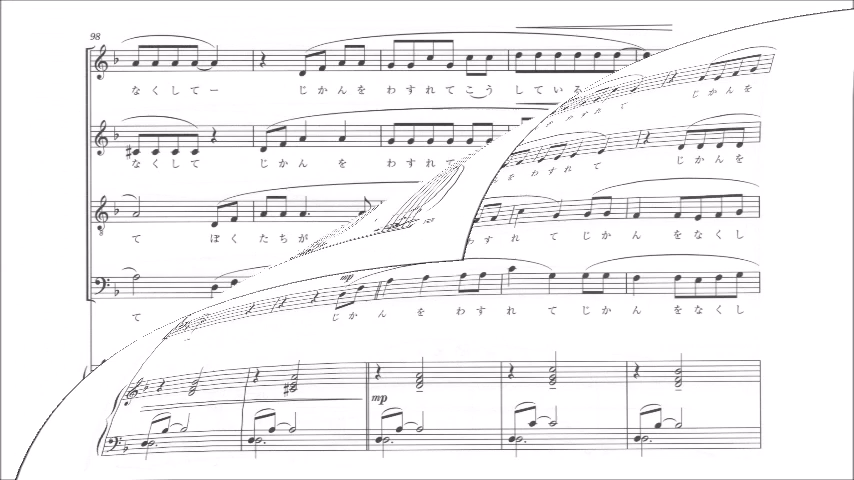 98
なくしてー じかんを わすれてこう している
じかんを
なくして じかん を わすれて
わすれ て じかんを
て ぼくたちが
すれ て じかん をなくし
mp
て じか ん を わす れ て じか ん をなくし
mp